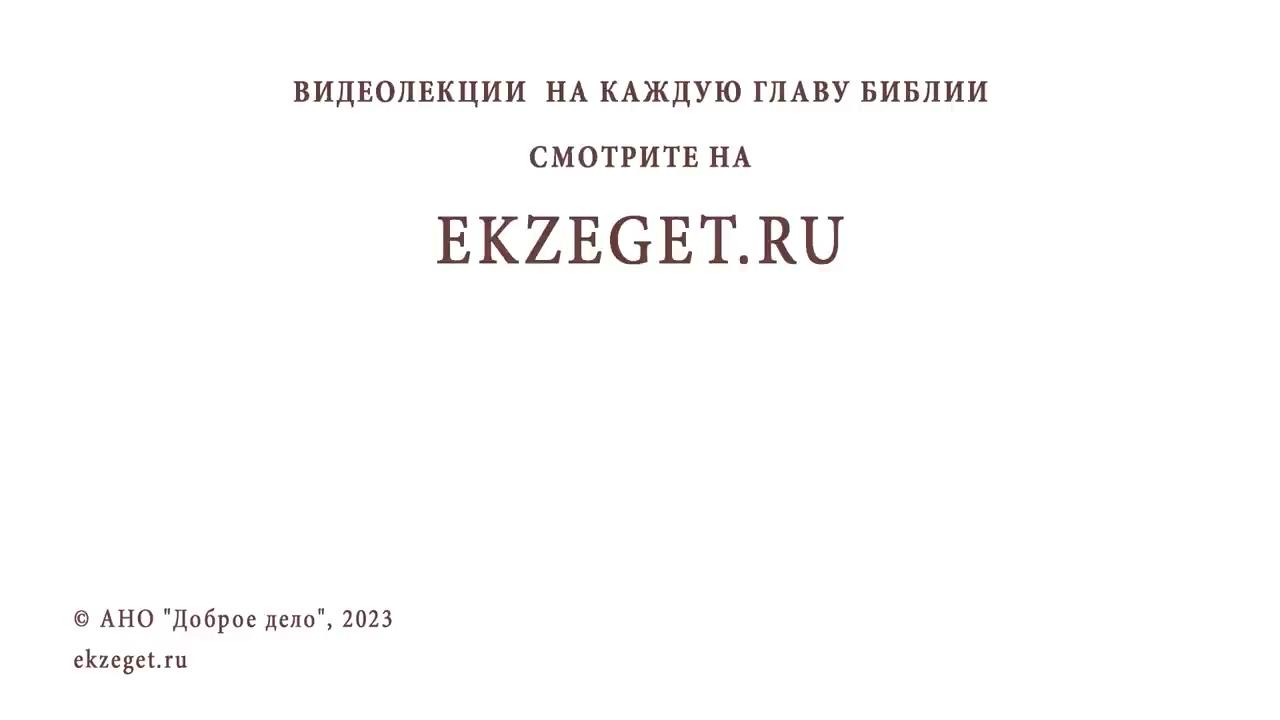 ВИДЕОЛЕКЦИИ НА КАЖДУЮ ГЛАВУ БИБЛИИ
СМОТРИТЕ НА
EKZEGET.RU
© АНО "Доброе дело", 2023
ekzeget.ru